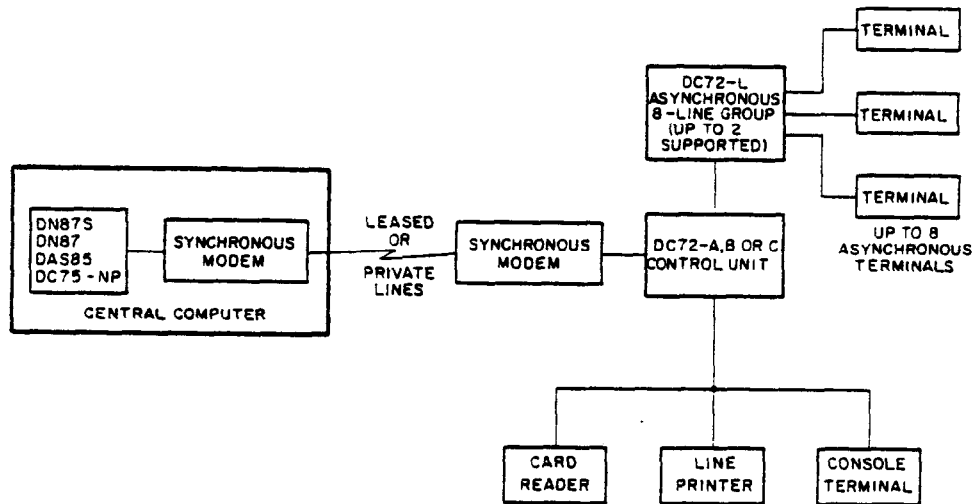 TERMINAL
DC72-L
ASYNCHRONOUS
8-LINE GROUP
(UP TO 2
SUPPORTED)
TERMINAL
TERMINAL
UP TO 8
ASYNCHRONOUS
TERMINALS
DN87S
DN87
DAS85
DC75-NP
SYNCHRONOUS
MODEM
CENTRAL COMPUTER
LEASED
OR
PRIVATE
LINES
SYNCHRONOUS
MODEM
DC72-A,B OR C
CONTROL UNIT
CARD
READER
LINE
PRINTER
CONSOLE
TERMINAL